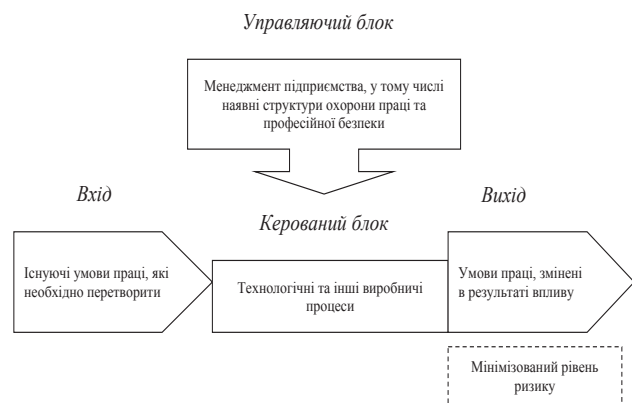 Управляючий блок
Менеджмент підприємства, у тому числі
наявні структури охорони праці та
професійної безпеки
Вхід
Керований блок
Вихід
Існуючі умови праці, які
необхідно перетворити
Технологічні та інші виробничі
процеси
Умови праці, змінені
в результаті впливу
Мінімізований рівень
ризику